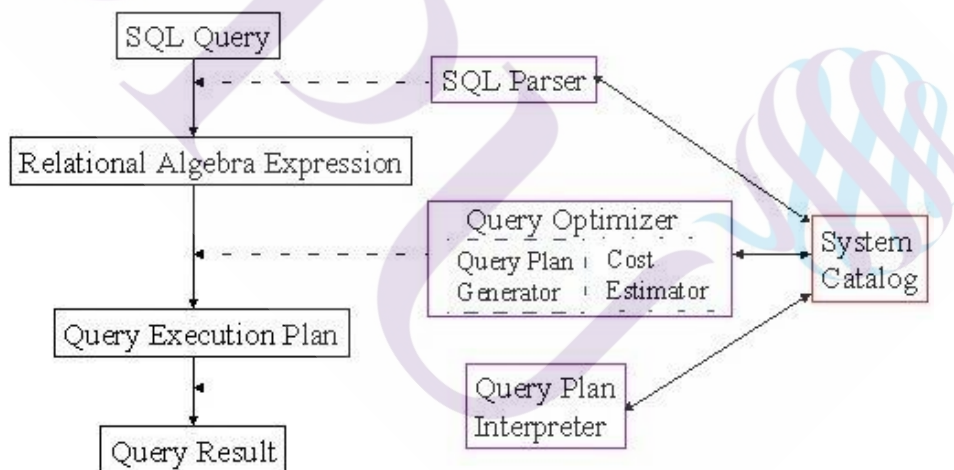 SQL Query
SQL Parser
Relational Algebra Expression
Query Optimizer
Query Plan
Generator
Cost
Estimator
System
Catalog
Query Execution Plan
Query Plan
Interpreter
Query Result